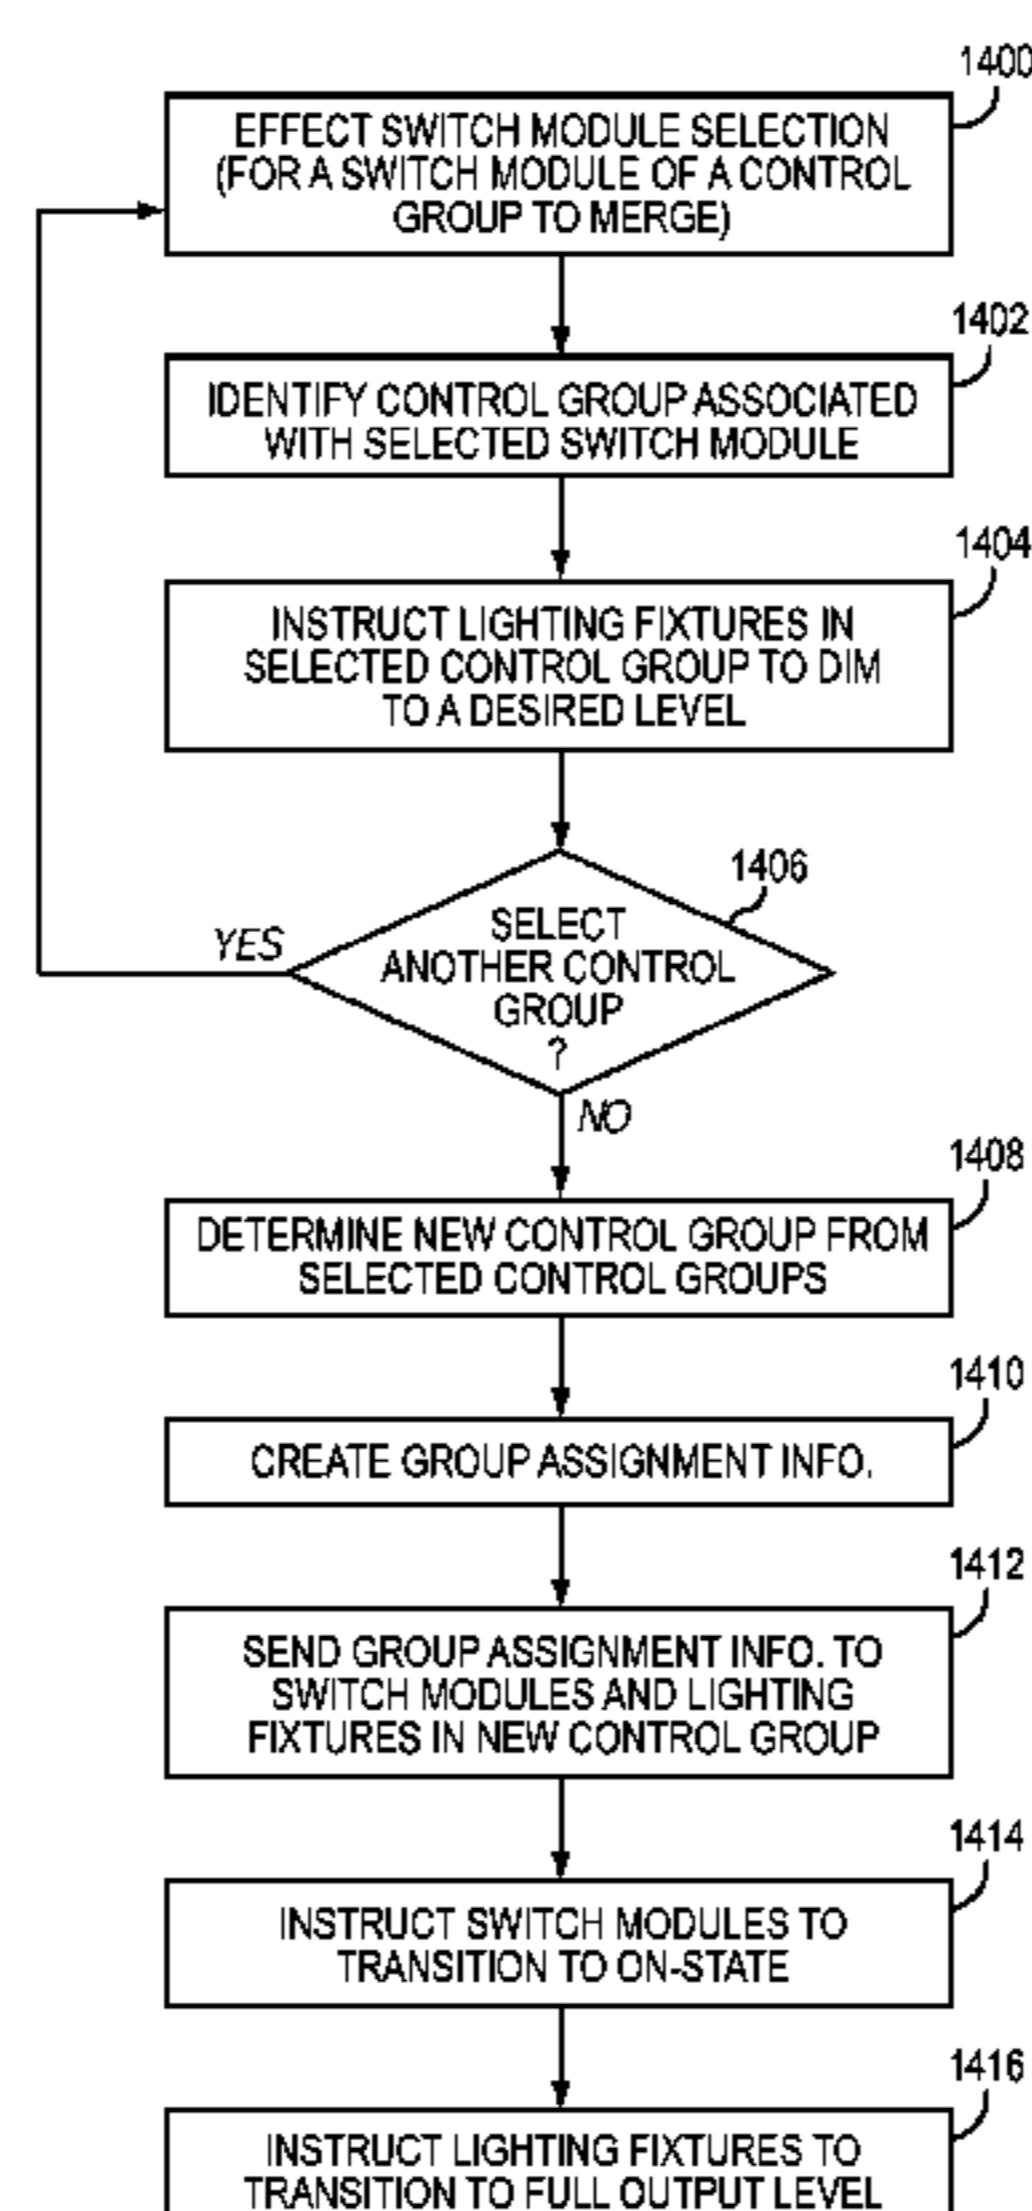 1400
EFFECT SWITCH MODULE SELECTION
(FOR A SWITCH MODULE OF A CONTROL
GROUP TO MERGE)
1402
IDENTIFY CONTROL GROUP ASSOCIATED
WITH SELECTED SWITCH MODULE
1404
INSTRUCT LIGHTING FIXTURES IN
SELECTED CONTROL GROUP TO DIM
TO A DESIRED LEVEL
1406
YES
SELECT
ANOTHER CONTROL
GROUP
?
NO
1408
DETERMINE NEW CONTROL GROUP FROM
SELECTED CONTROL GROUPS
1410
CREATE GROUP ASSIGNMENT INFO.
1412
SEND GROUP ASSIGNMENT INFO. TO
SWITCH MODULES AND LIGHTING
FIXTURES IN NEW CONTROL GROUP
1414
INSTRUCT SWITCH MODULES TO
TRANSITION TO ON-STATE
1416
INSTRUCT LIGHTING FIXTURES TO
TRANSITION TO FULL OUTPUT LEVEL